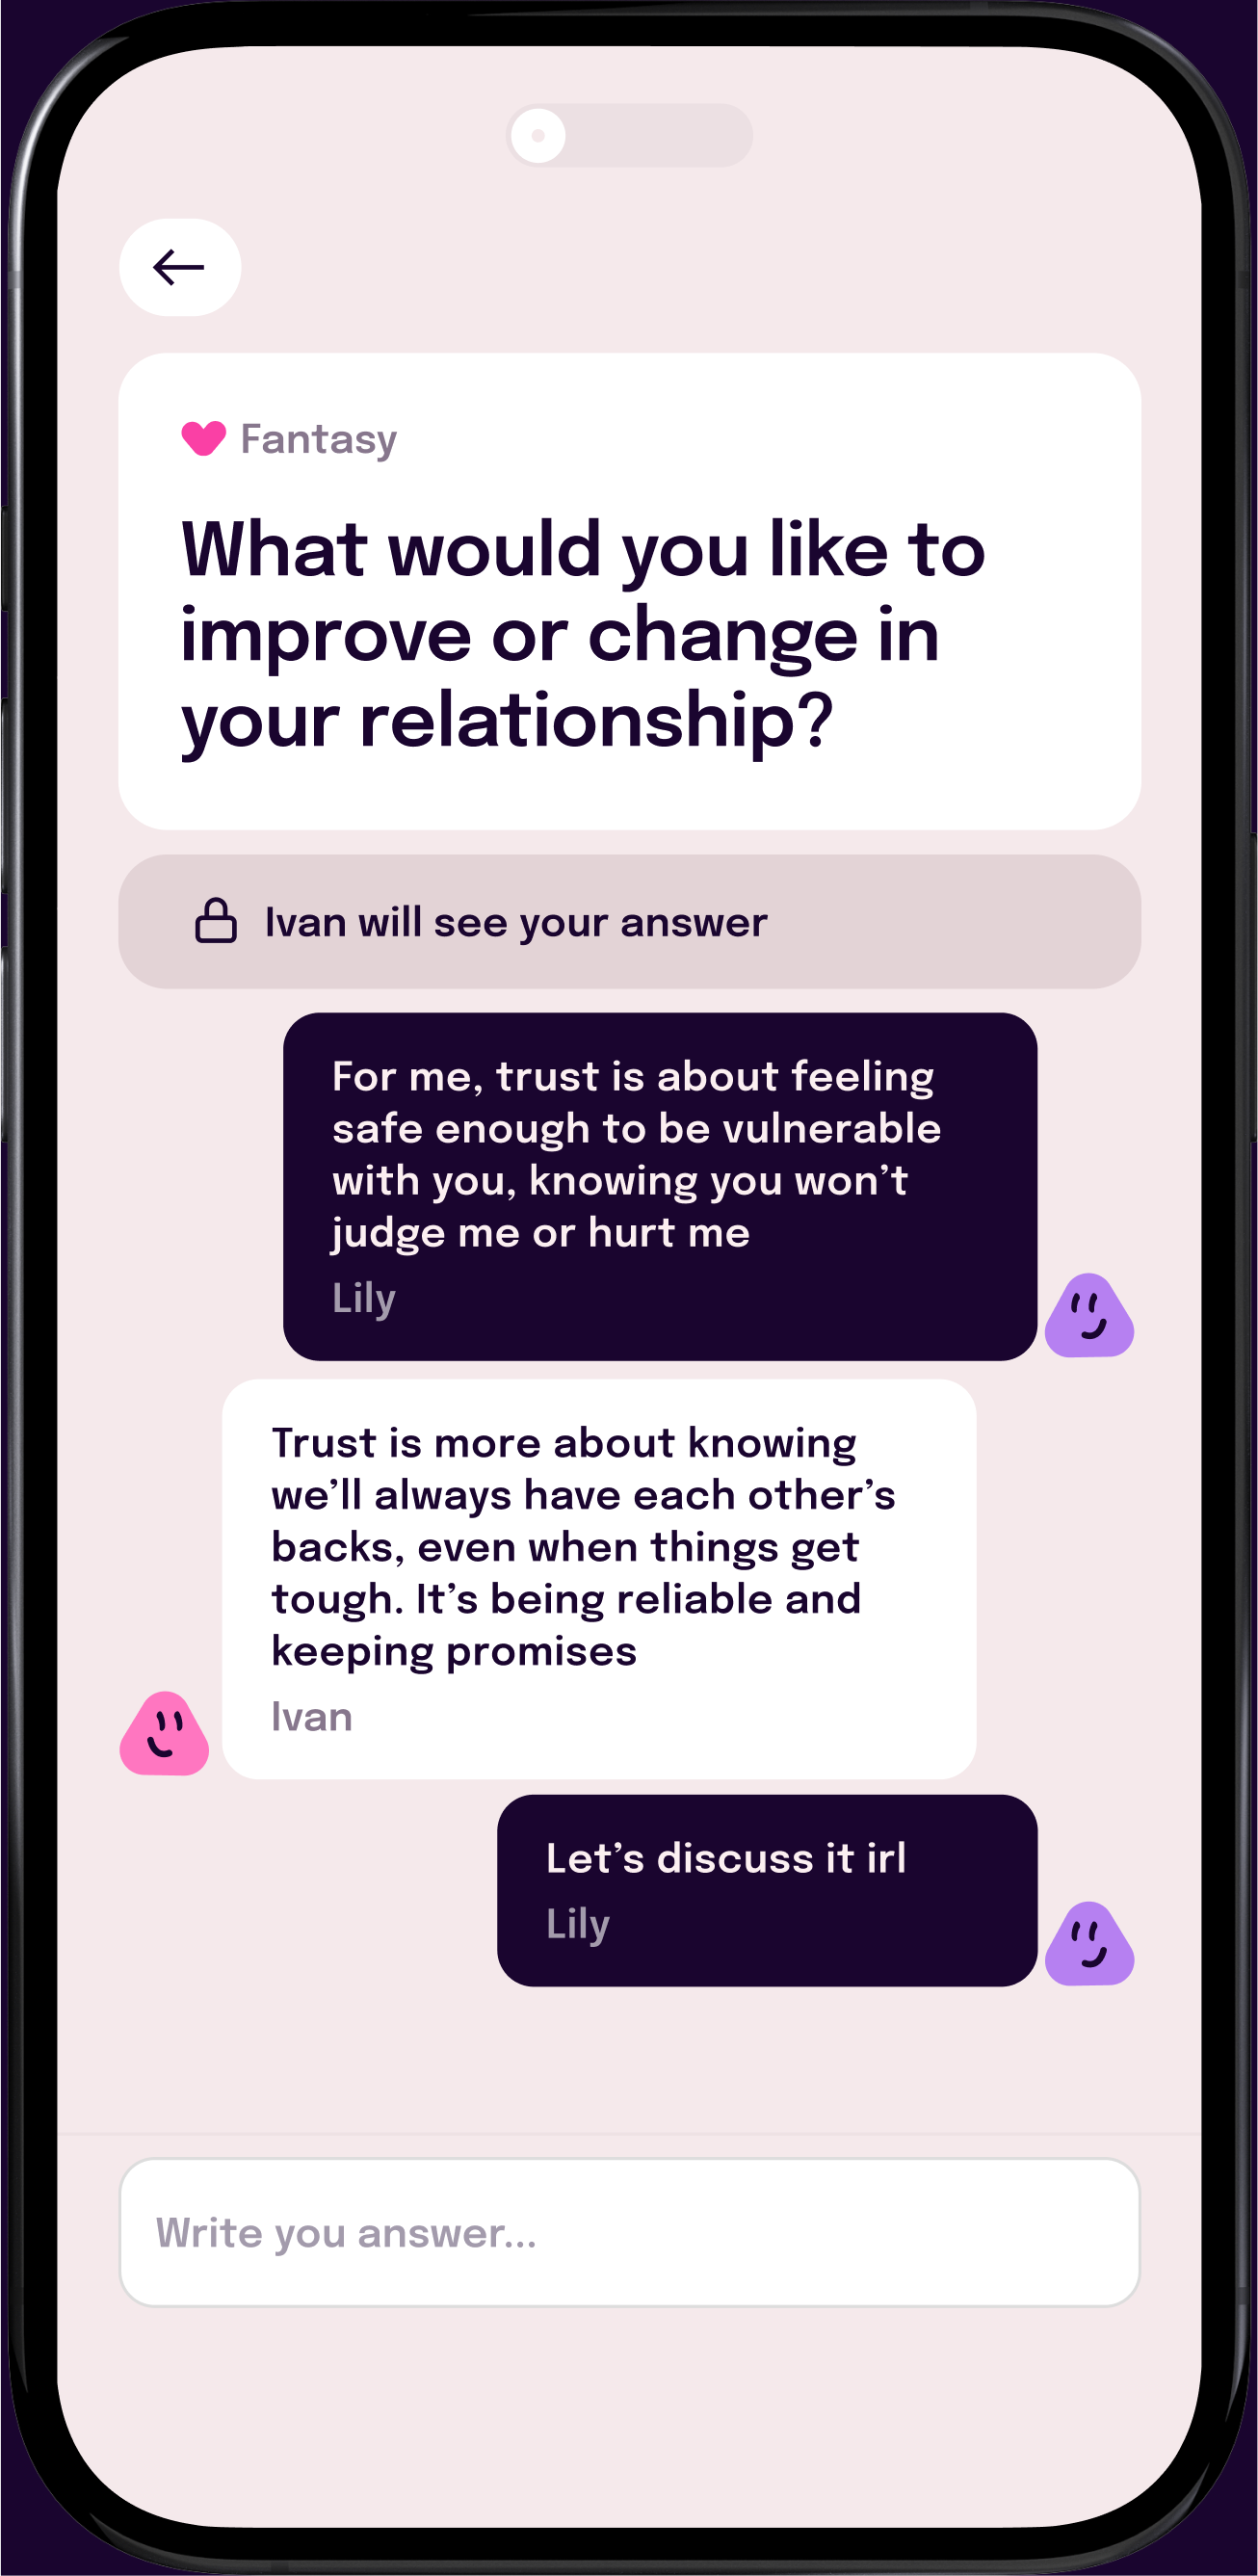 Fantasy
What would you like to
improve or change in
your relationship?
Ivan will see your answer
For me, trust is about feeling
safe enough to be vulnerable
with you, knowing you won’t
judge me or hurt me
Lily
Trust is more about knowing
we’ll always have each other’s
backs, even when things get
tough. It’s being reliable and
keeping promises
Ivan
Let’s discuss it irl
Lily
Write you answer...